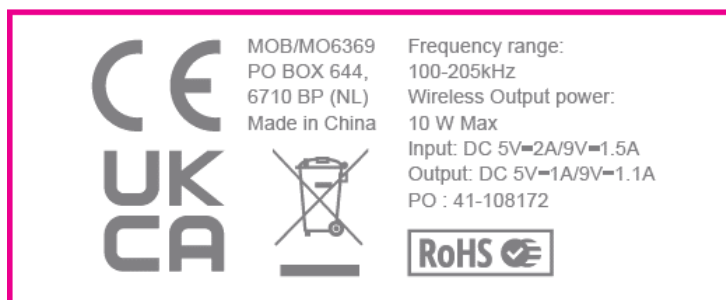 CE
UK
CA
MOB/MO6369
PO BOX 644,
6710 BP (NL)
Made in China
Frequency range:
100-205kHz
Wireless Output power:
10 W Max
Input: DC 5V⎓2A/9V⎓1.5A
Output: DC 5V⎓1A/9V⎓1.1A
PO : 41-108172
RoHS